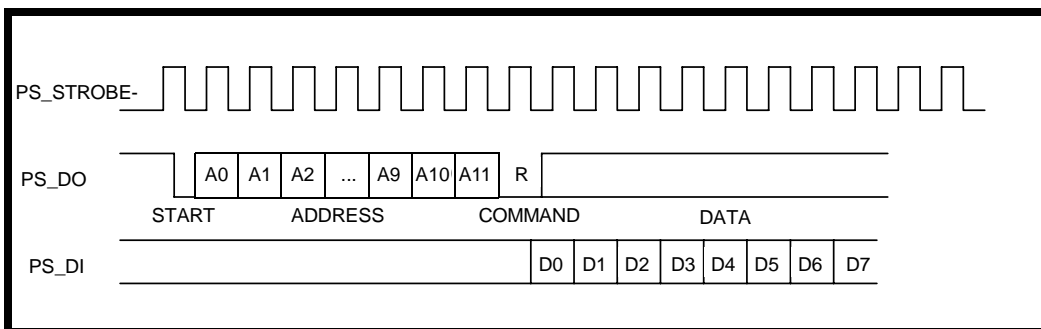 PS_STROBE-
PS_DO
A0 A1 A2 ... A9 A10 A11 R
START ADDRESS COMMAND DATA
PS_DI
D0 D1 D2 D3 D4 D5 D6 D7